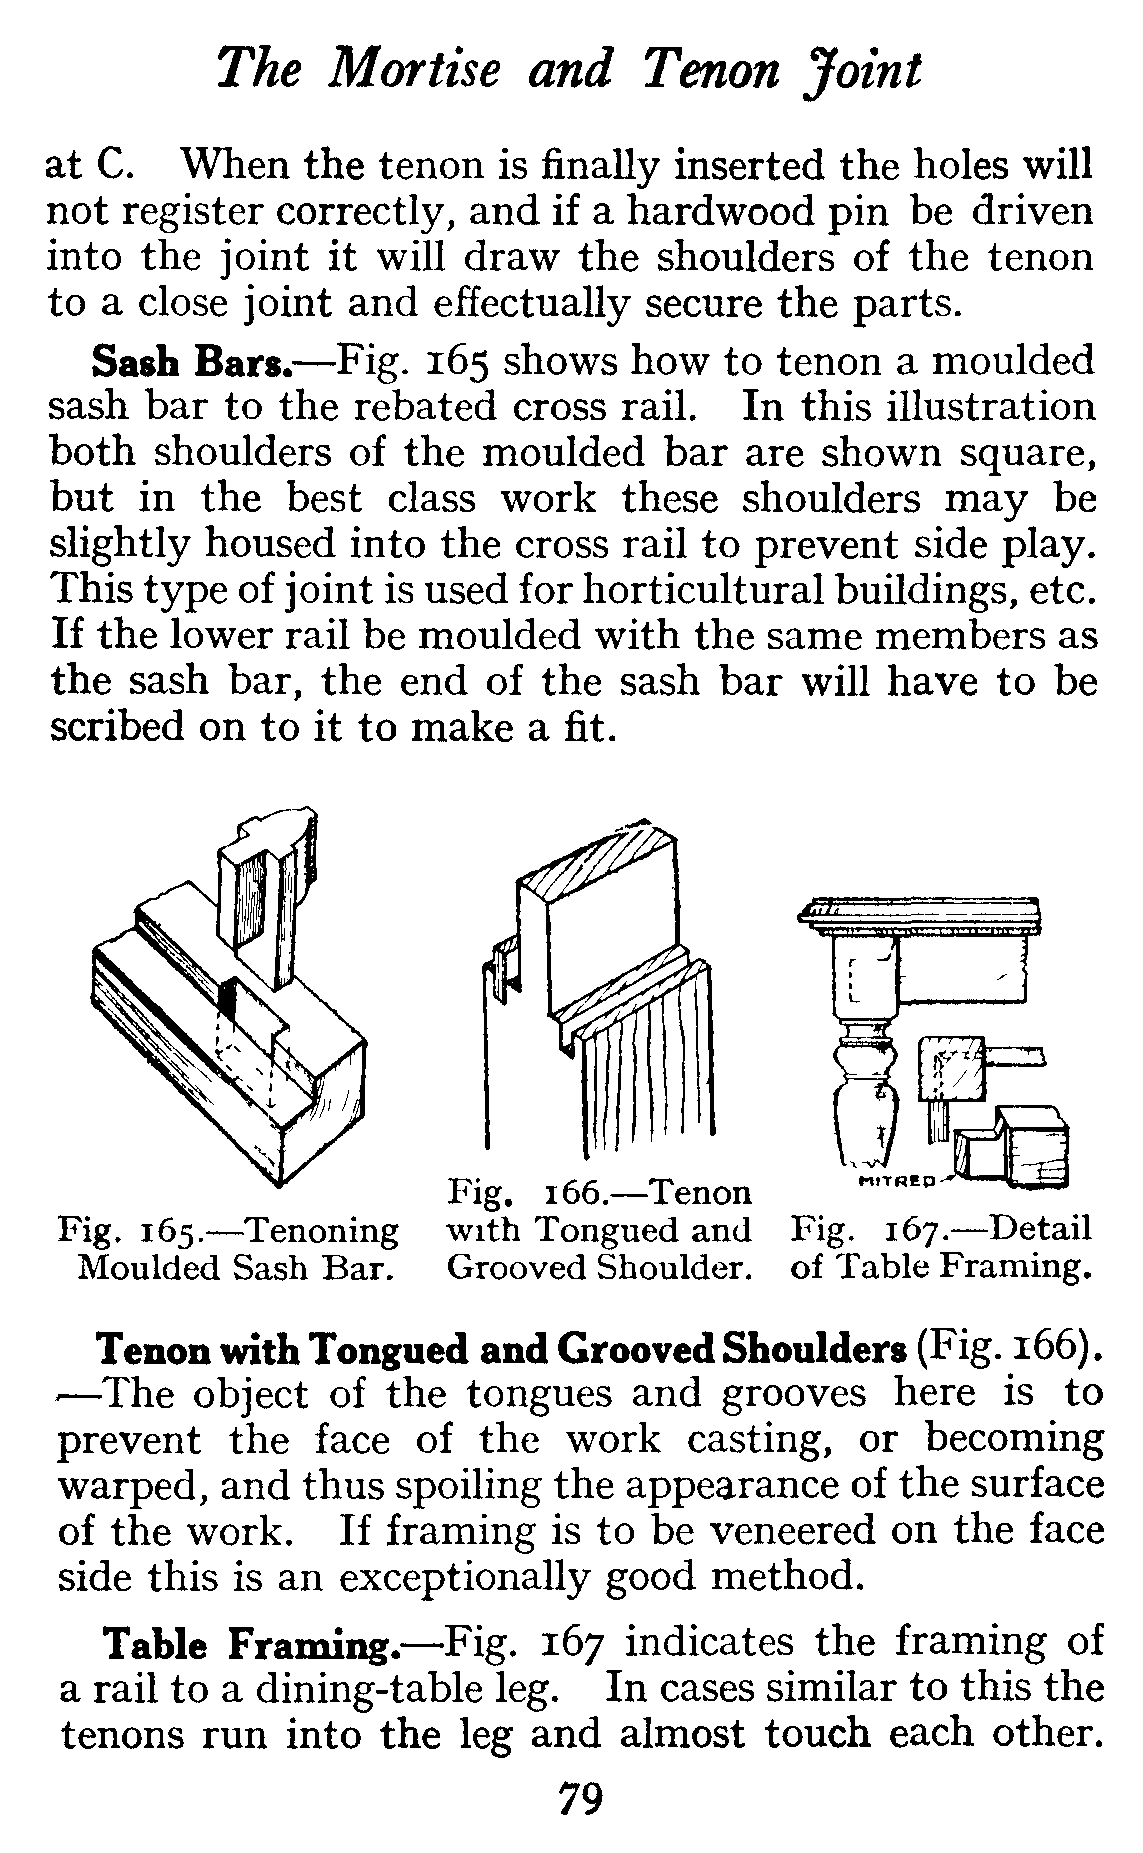 The Mortise and Tenon Joint
at C. When the tenon is finally inserted the holes will
not register correctly, and if a hardwood pin be driven
into the joint it will draw the shoulders of the tenon
to a close joint and effectually secure the parts.
Sash Bars.—Fig. 165 shows how to tenon a moulded
sash bar to the rebated cross rail. In this illustration
both shoulders of the moulded bar are shown square,
but in the best class work these shoulders may be
slightly housed into the cross rail to prevent side play.
This type of joint is used for horticultural buildings, etc.
If the lower rail be moulded with the same members as
the sash bar, the end of the sash bar will have to be
scribed on to it to make a fit.
MITRED
Fig. 165.—Tenoning
Moulded Sash Bar.
Fig. 166.—Tenon
with Tongued and
Grooved Shoulder.
Fig. 167.—Detail
of Table Framing.
Tenon with Tongued and Grooved Shoulders (Fig. 166).
—The object of the tongues and grooves here is to
prevent the face of the work casting, or becoming
warped, and thus spoiling the appearance of the surface
of the work. If framing is to be veneered on the face
side this is an exceptionally good method.
Table Framing.—Fig. 167 indicates the framing of
a rail to a dining-table leg. In cases similar to this the
tenons run into the leg and almost touch each other.
79